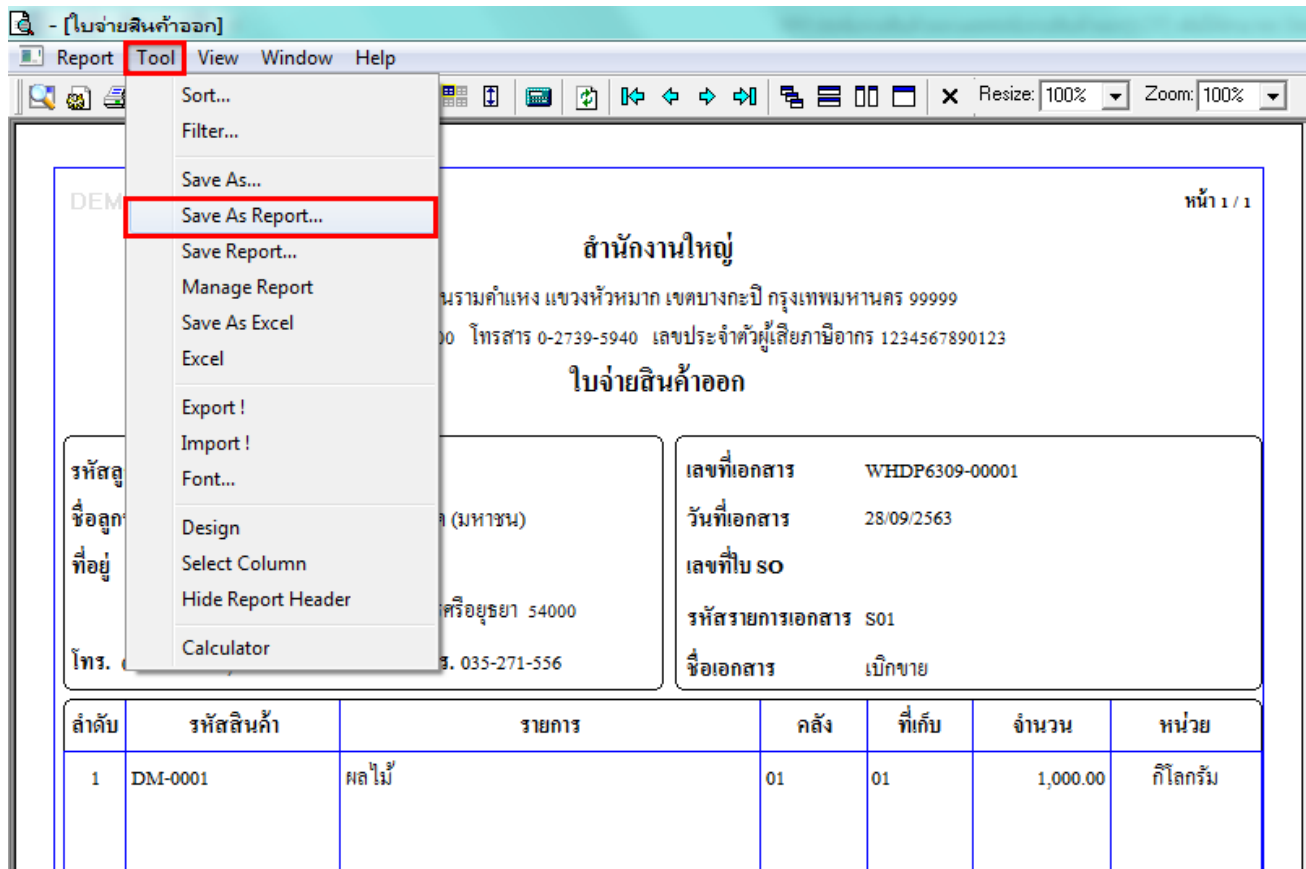 - [ใบจ่ายสินค้าออก]
Report Tool View Window Help
Resize: 100% Zoom: 100%
Sort...
Filter...
Save As...
Save As Report...
Save Report...
Manage Report
Save As Excel
Excel
Export !
Import !
Font...
Design
Select Column
Hide Report Header
Calculator
DEM
หน้า 1 / 1
สำนักงานใหญ่
นรามคำแหง แขวงหัวหมาก เขตบางกะปิ กรุงเทพมหานคร 99999
โทรสาร 0-2739-5940 เลขประจำตัวผู้เสียภาษีอากร 1234567890123
ใบจ่ายสินค้าออก
รหัสลู
ชื่อลูก (มหาชน)
ที่อยู่
ศรีอยุธยา 54000
โทร. 035-271-556
เลขที่เอกสาร WHDP6309-00001
วันที่เอกสาร 28/09/2563
เลขที่ใบ SO
รหัสรายการเอกสาร S01
ชื่อเอกสาร เบิกขาย
ลำดับ รหัสสินค้า รายการ คลัง ที่เก็บ จำนวน หน่วย
1 DM-0001 ผลไม้ 01 01 1,000.00 กิโลกรัม